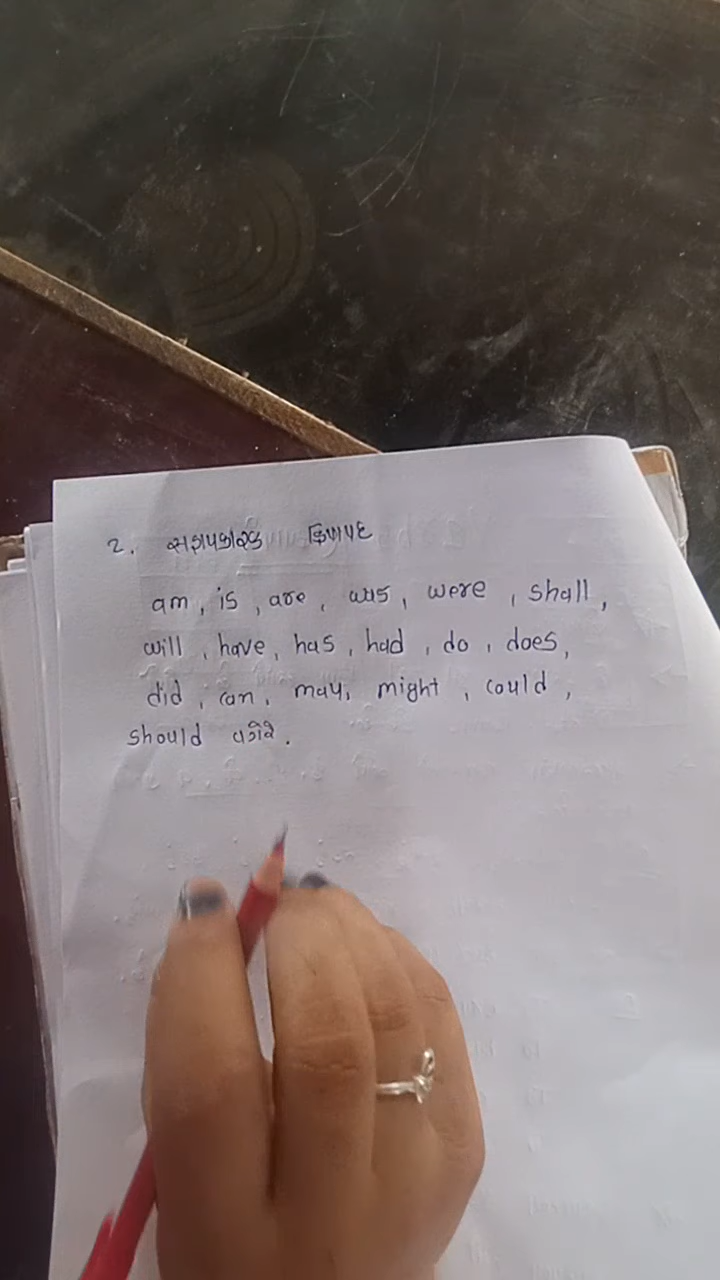 2. સહાયકારક ક્રિયાપદ
am, is, are, was, were, shall,
will, have, has, had, do, does,
did, can, may, might, could,
should વગેરે.